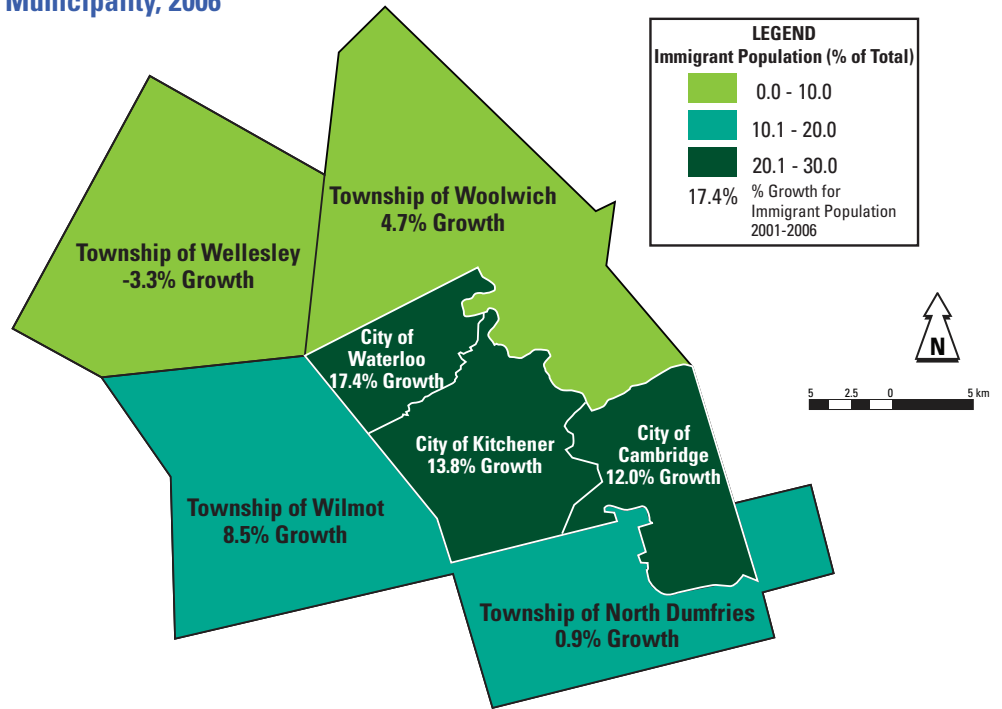 Municipality, 2006
LEGEND
Immigrant Population (% of Total)
0.0 - 10.0
10.1 - 20.0
20.1 - 30.0
17.4% % Growth for
Immigrant Population
2001-2006
Township of Woolwich
4.7% Growth
Township of Wellesley
-3.3% Growth
City of
Waterloo
17.4% Growth
City of Kitchener
13.8% Growth
City of
Cambridge
12.0% Growth
Township of Wilmot
8.5% Growth
Township of North Dumfries
0.9% Growth
N
5 2.5 0 5 km